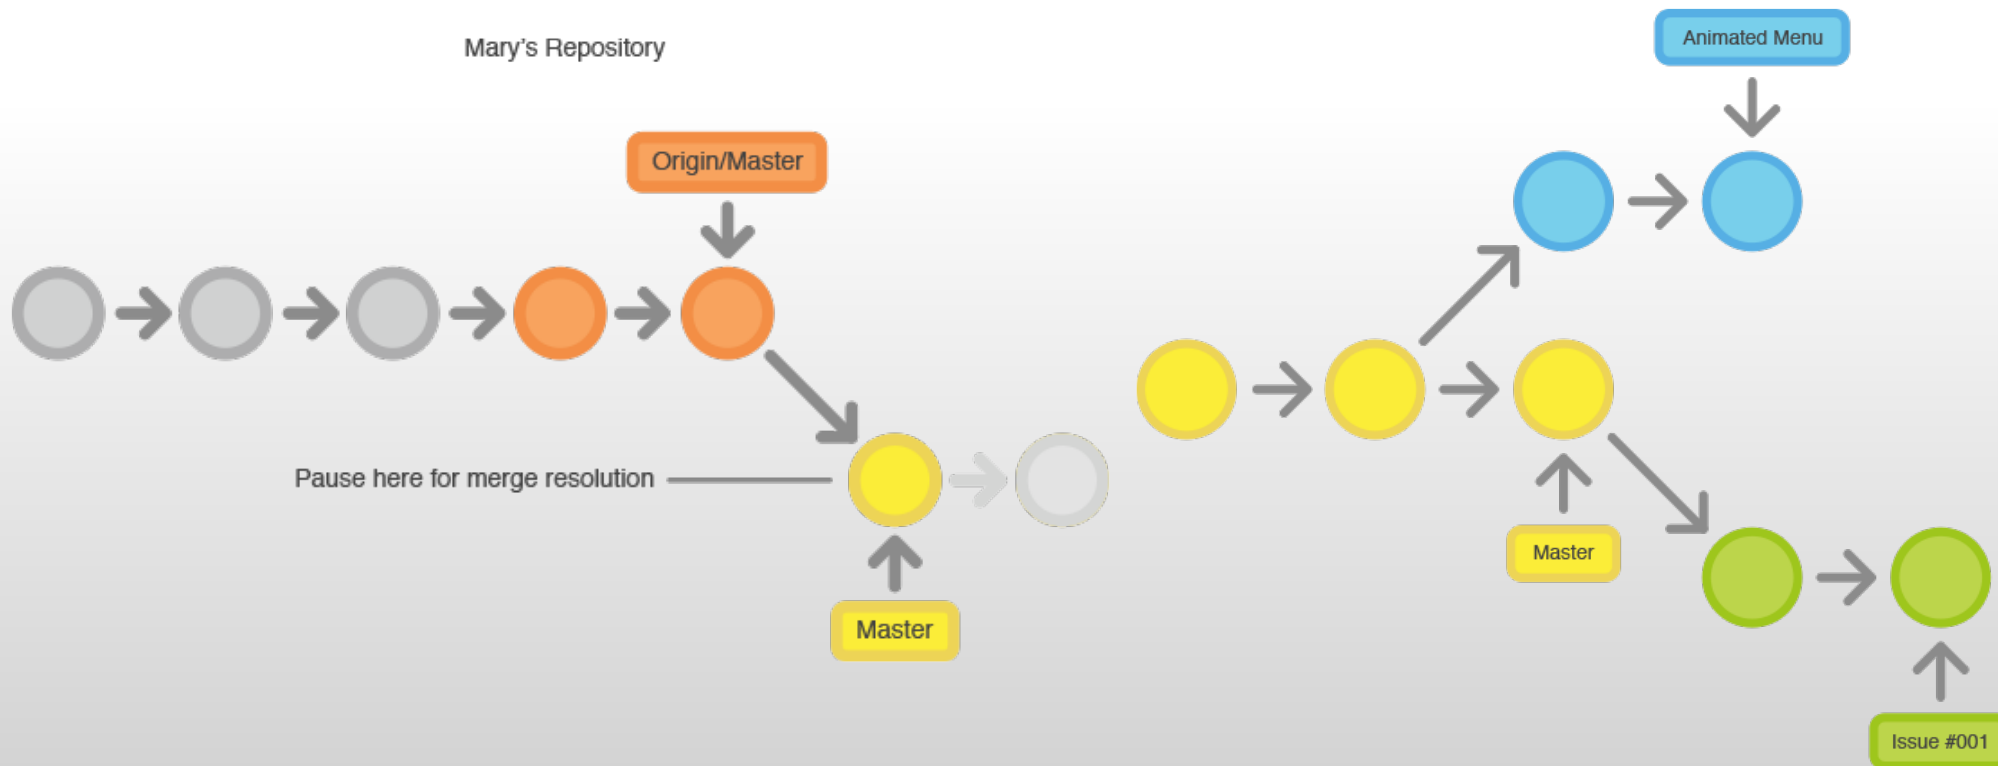 Mary's Repository
Origin/Master
Pause here for merge resolution
Master
Animated Menu
Master
Issue #001